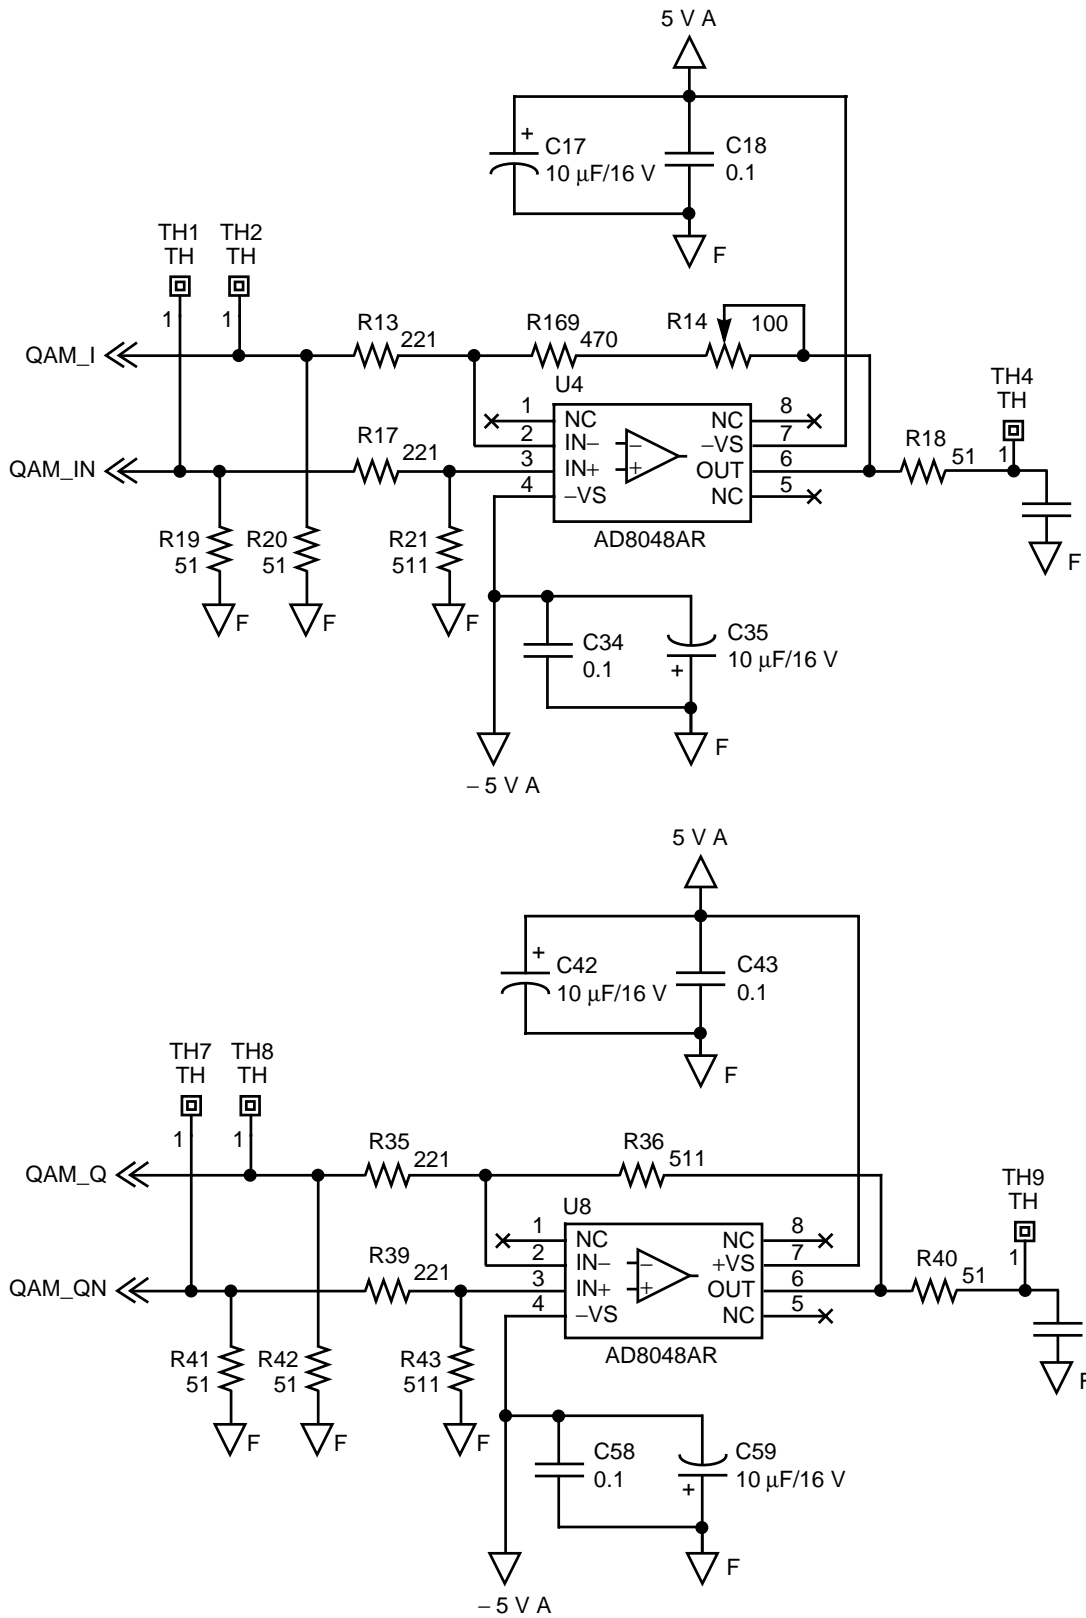 5 V A
+
C17
10 μF/16 V
C18
0.1
F
TH1
TH
TH2
TH
1
1
QAM_I
R13
221
R169
470
R14
100
U4
1
NC
2
IN−
3
IN+
4
−VS
−
+
NC
8
−VS
7
OUT
6
NC
5
AD8048AR
QAM_IN
R17
221
R18
51
TH4
TH
1
F
R19
51
F
R20
51
F
R21
511
F
C34
0.1
C35
10 μF/16 V
+
F
– 5 V A
5 V A
+
C42
10 μF/16 V
C43
0.1
F
TH7
TH
TH8
TH
1
1
QAM_Q
R35
221
R36
511
U8
1
NC
2
IN−
3
IN+
4
−VS
−
+
NC
8
+VS
7
OUT
6
NC
5
AD8048AR
QAM_QN
R39
221
R40
51
TH9
TH
1
F
R41
51
F
R42
51
F
R43
511
F
C58
0.1
C59
10 μF/16 V
+
F
– 5 V A